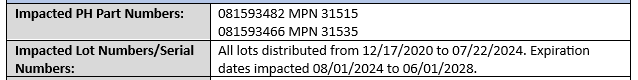 Impacted PH Part Numbers:
081593482 MPN 31515
081593466 MPN 31535
Impacted Lot Numbers/Serial
Numbers:
All lots distributed from 12/17/2020 to 07/22/2024. Expiration
dates impacted 08/01/2024 to 06/01/2028.